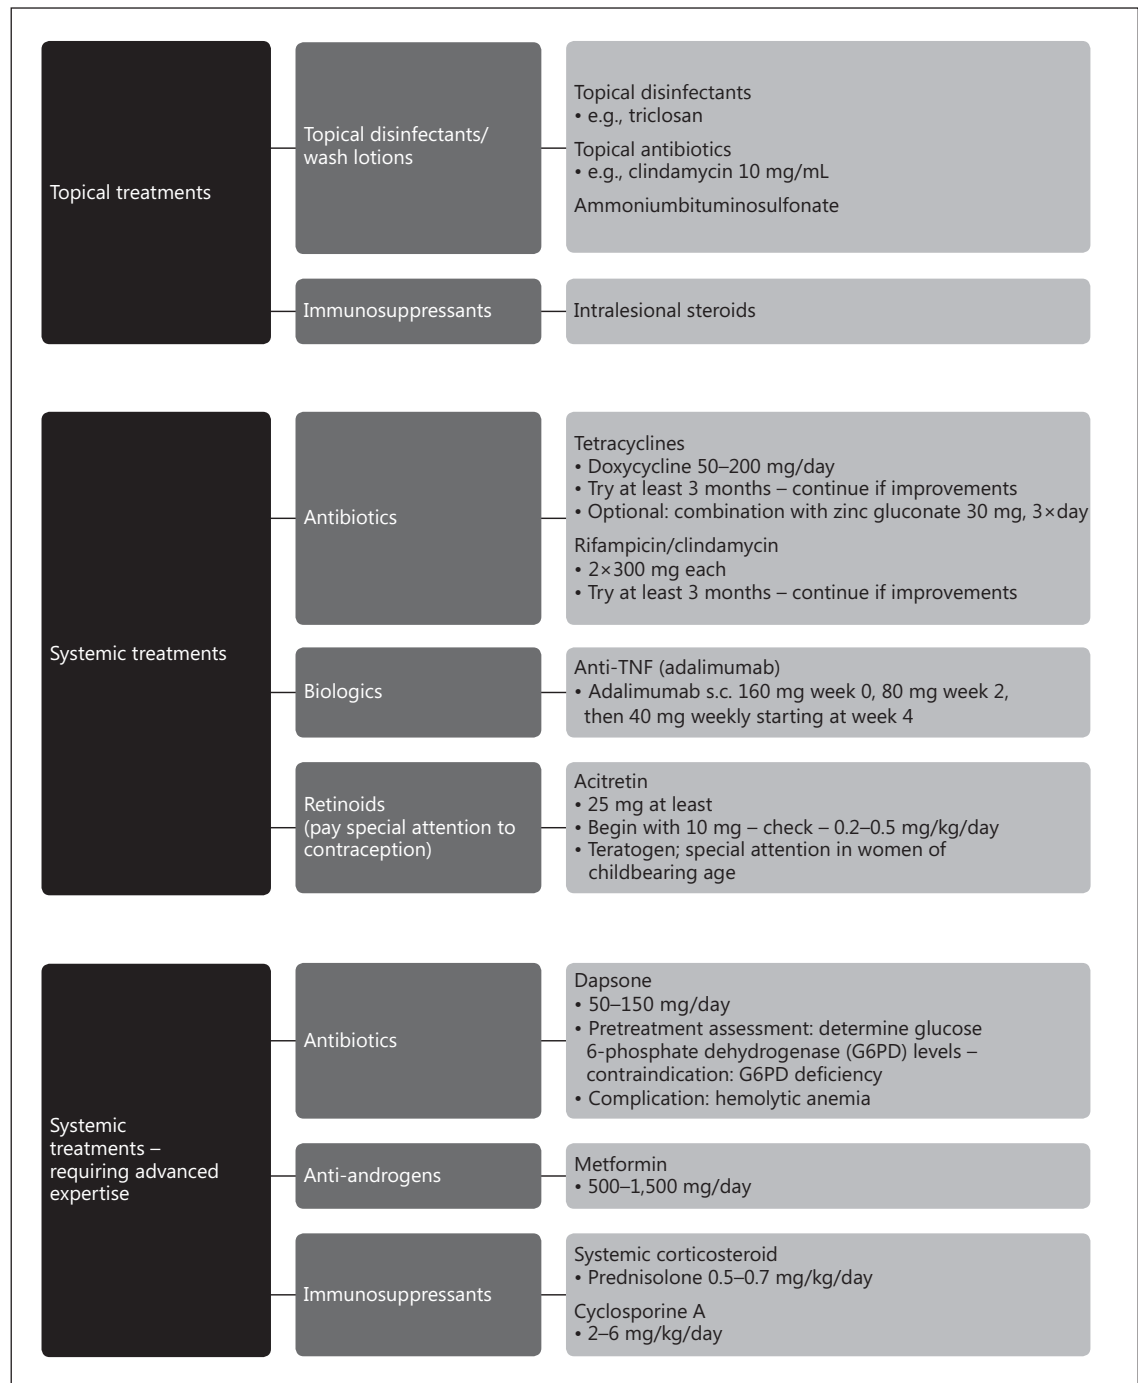 Topical treatments
Topical disinfectants/
wash lotions
Topical disinfectants
• e.g., triclosan
Topical antibiotics
• e.g., clindamycin 10 mg/mL
Ammoniumbituminosulfonate
Immunosuppressants
Intralesional steroids
Systemic treatments
Antibiotics
Tetracyclines
• Doxycycline 50–200 mg/day
• Try at least 3 months – continue if improvements
• Optional: combination with zinc gluconate 30 mg, 3×day
Rifampicin/clindamycin
• 2×300 mg each
• Try at least 3 months – continue if improvements
Biologics
Anti-TNF (adalimumab)
• Adalimumab s.c. 160 mg week 0, 80 mg week 2,
then 40 mg weekly starting at week 4
Retinoids
(pay special attention to
contraception)
Acitretin
• 25 mg at least
• Begin with 10 mg – check – 0.2–0.5 mg/kg/day
• Teratogen; special attention in women of
childbearing age
Systemic
treatments –
requiring advanced
expertise
Antibiotics
Dapsone
• 50–150 mg/day
• Pretreatment assessment: determine glucose
6-phosphate dehydrogenase (G6PD) levels –
contraindication: G6PD deficiency
• Complication: hemolytic anemia
Anti-androgens
Metformin
• 500–1,500 mg/day
Immunosuppressants
Systemic corticosteroid
• Prednisolone 0.5–0.7 mg/kg/day
Cyclosporine A
• 2–6 mg/kg/day